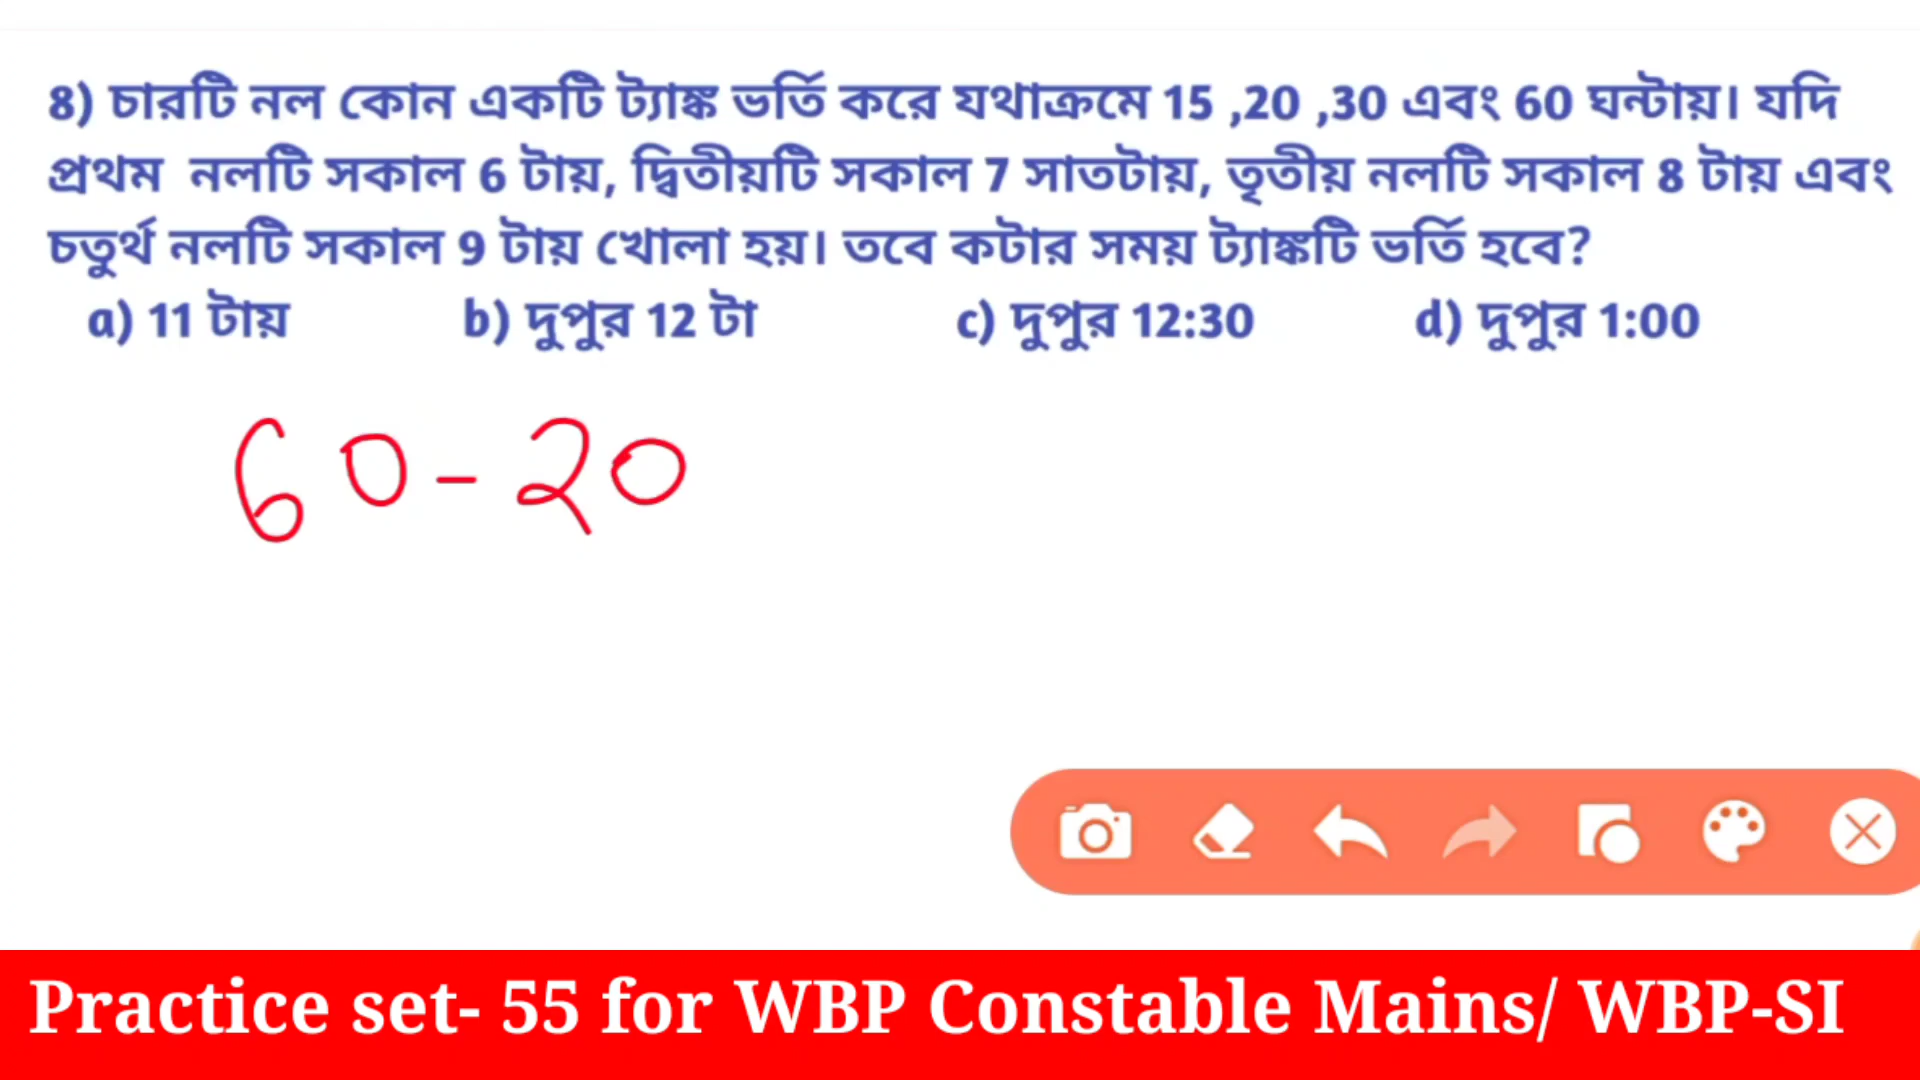 8) চারটি নল কোন একটি ট্যাঙ্ক ভর্তি করে যথাক্রমে 15 ,20 ,30 এবং 60 ঘন্টায়। যদি
প্রথম নলটি সকাল 6 টায়, দ্বিতীয়টি সকাল 7 সাতটায়, তৃতীয় নলটি সকাল 8 টায় এবং
চতুর্থ নলটি সকাল 9 টায় খোলা হয়। তবে কটার সময় ট্যাঙ্কটি ভর্তি হবে?
a) 11 টায় b) দুপুর 12 টা c) দুপুর 12:30 d) দুপুর 1:00
60-20
Practice set- 55 for WBP Constable Mains/ WBP-SI